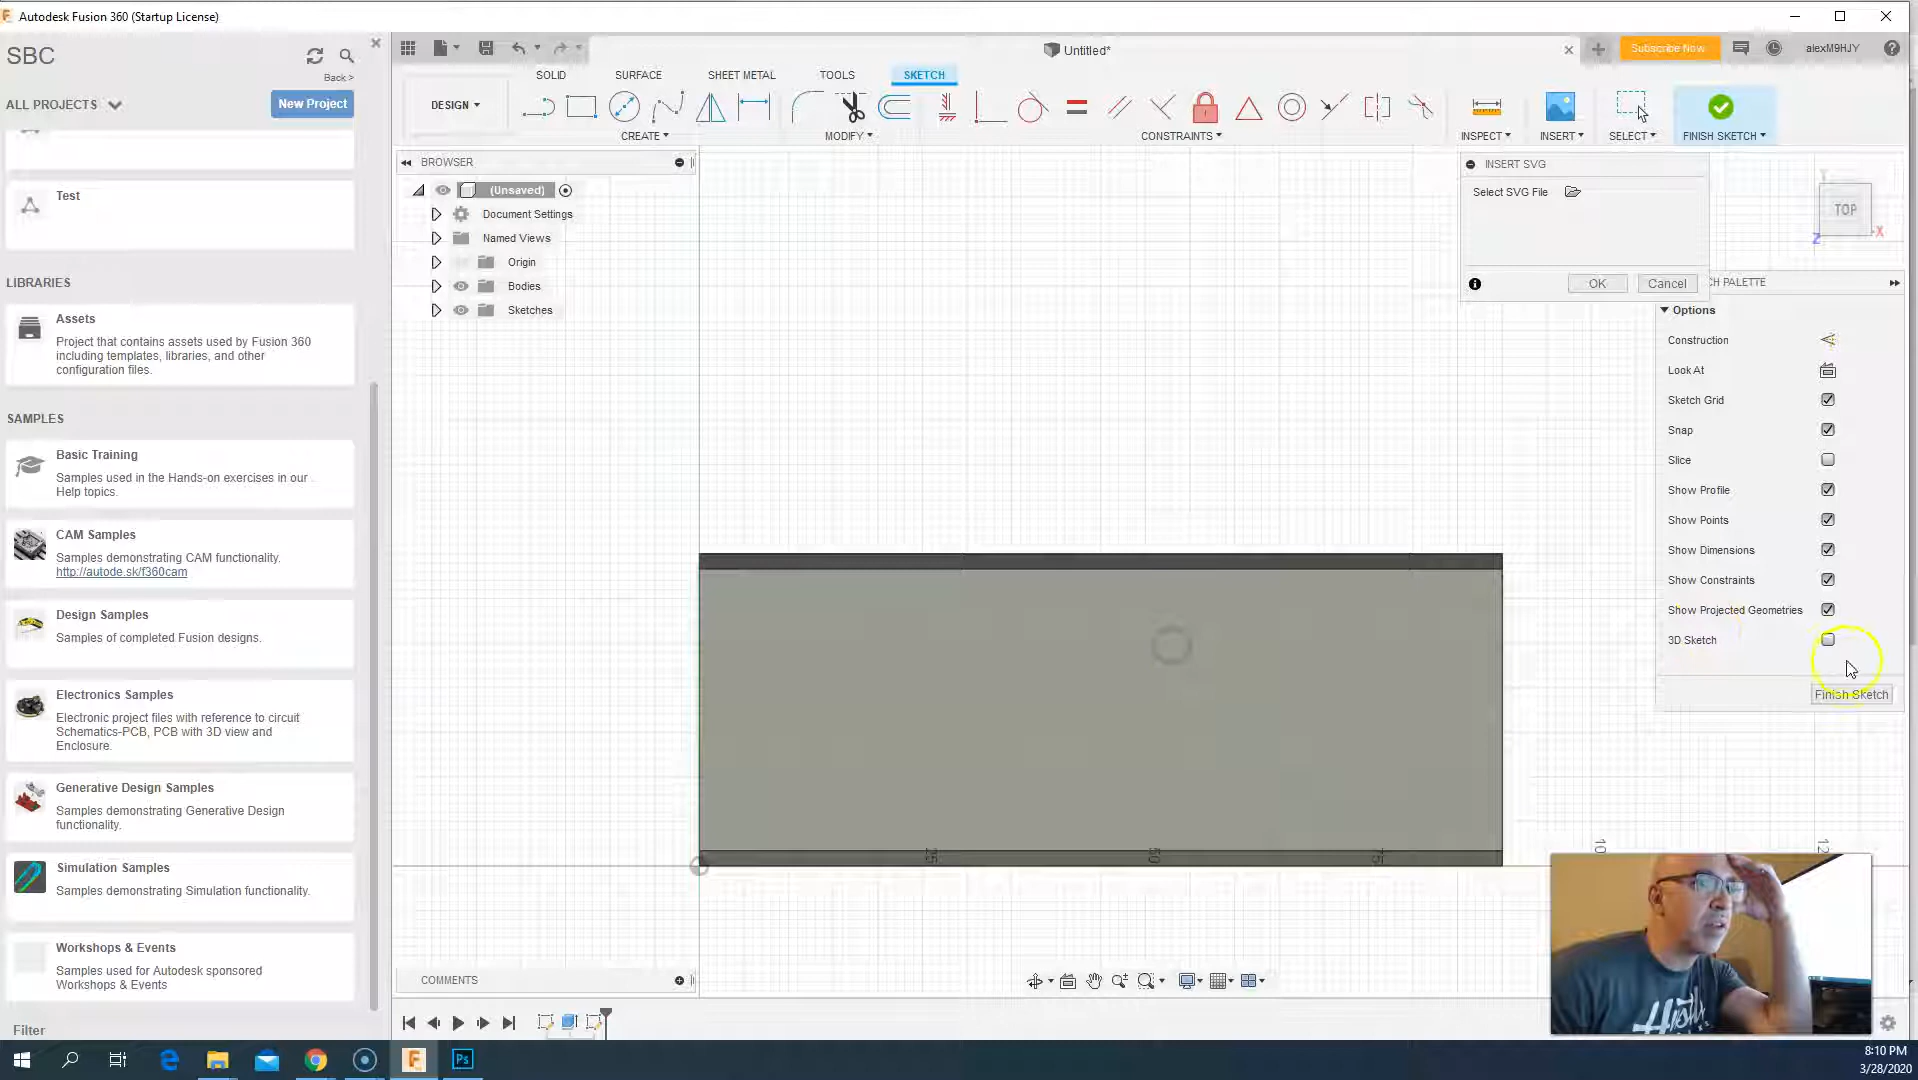 Autodesk Fusion 360 (Startup License)
SBC
Back >
ALL PROJECTS
New Project
Test
LIBRARIES
Assets
Project that contains assets used by Fusion 360
including templates, libraries, and other
configuration files.
SAMPLES
Basic Training
Samples used in the Hands-on exercises in our
Help topics.
CAM Samples
Samples demonstrating CAM functionality.
http://autode.sk/f360cam
Design Samples
Samples of completed Fusion designs.
Electronics Samples
Electronic project files with reference to circuit
Schematics-PCB, PCB with 3D view and
Enclosure.
Generative Design Samples
Samples demonstrating Generative Design
functionality.
Simulation Samples
Samples demonstrating Simulation functionality.
Workshops & Events
Samples used for Autodesk sponsored
Workshops & Events
Filter
Untitled*
Subscribe Now
alexM9HJY
SOLID
SURFACE
SHEET METAL
TOOLS
SKETCH
DESIGN
CREATE
MODIFY
CONSTRAINTS
INSPECT
INSERT
SELECT
FINISH SKETCH
BROWSER
(Unsaved)
Document Settings
Named Views
Origin
Bodies
Sketches
INSERT SVG
Select SVG File
OK
Cancel
TOP
X
Z
CH PALETTE
Options
Construction
Look At
Sketch Grid
Snap
Slice
Show Profile
Show Points
Show Dimensions
Show Constraints
Show Projected Geometries
3D Sketch
Finish Sketch
25
50
75
COMMENTS
Ps
8:10 PM
3/28/2020